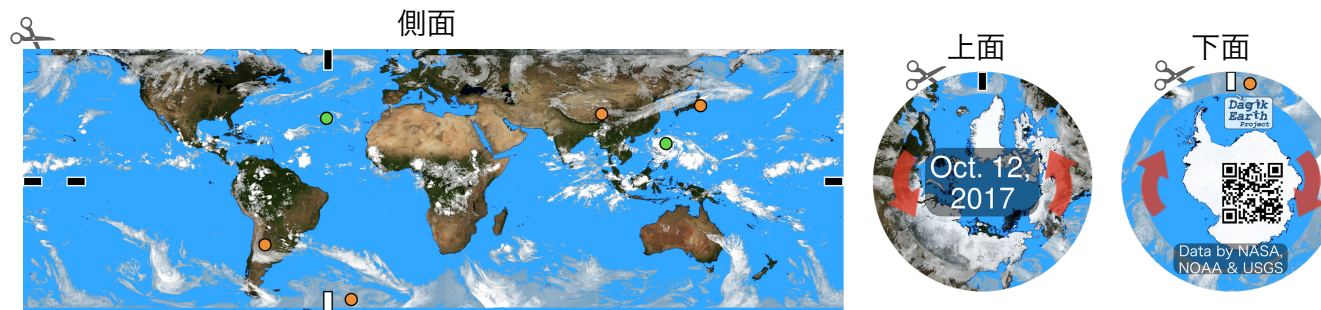 側面
上面
下面
Oct. 12,
2017
Dagik
Earth
Project
Data by NASA,
NOAA & USGS